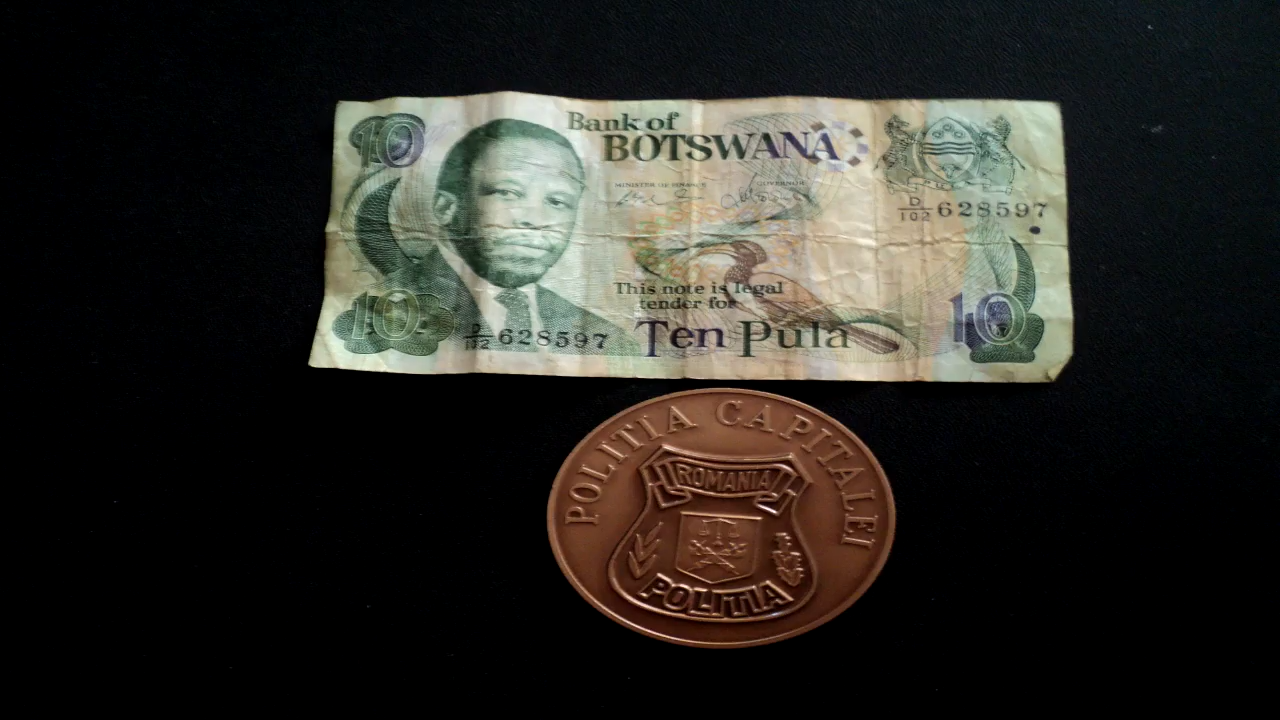 10
Bank of
BOTSWANA
MINISTER OF FINANCE
GOVERNOR
D/102 628597
This note is legal
tender for
Ten Pula
10
D/102 628597
10
POLITIA CAPITALEI
ROMANIA
POLITIA